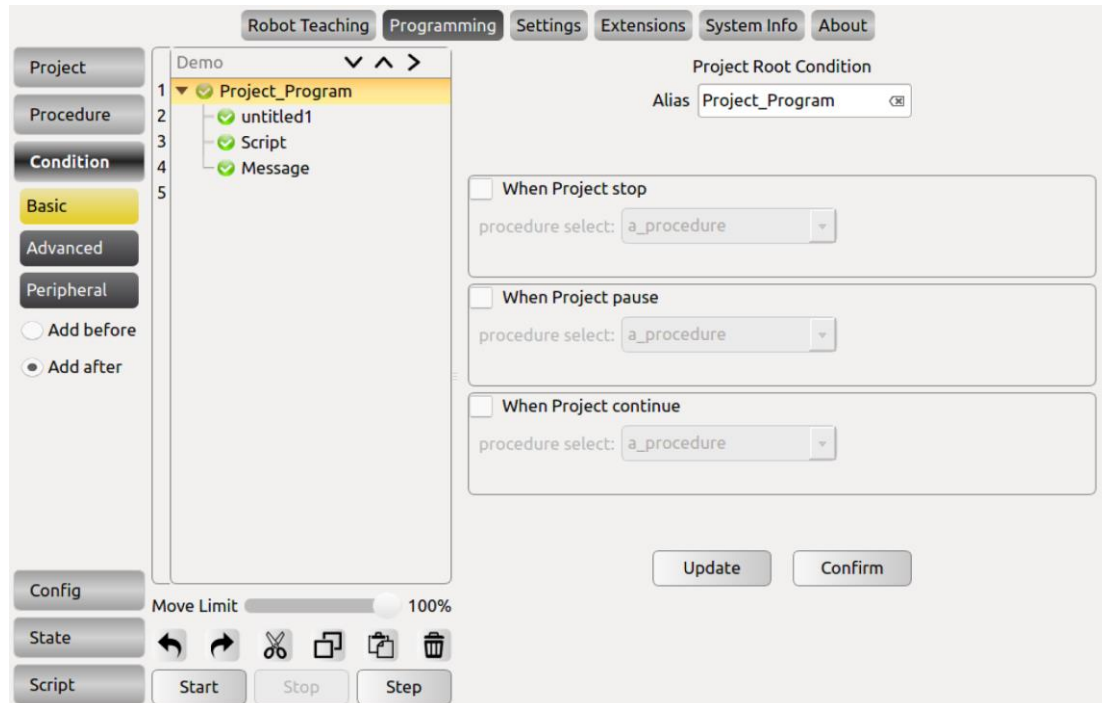 Robot Teaching Programming Settings Extensions System Info About
Project
Procedure
Condition
Basic
Advanced
Peripheral
Add before
Add after
Config
State
Script
Demo
1 Project_Program
2 untitled1
3 Script
4 Message
5
Move Limit 100%
Start Stop Step
Project Root Condition
Alias Project_Program
When Project stop
procedure select: a_procedure
When Project pause
procedure select: a_procedure
When Project continue
procedure select: a_procedure
Update Confirm